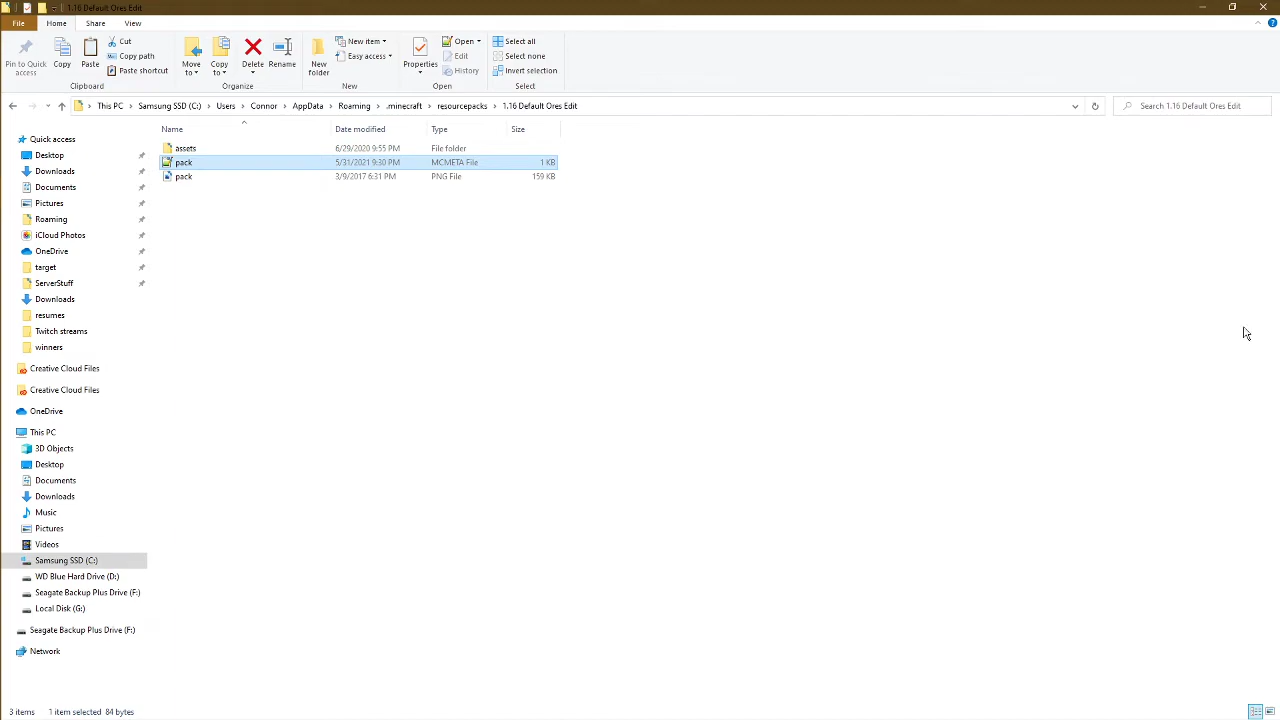 1.16 Default Ores Edit
File Home Share View
Pin to Quick access
Copy
Paste
Cut
Copy path
Paste shortcut
Clipboard
Move to
Copy to
Delete
Rename
Organize
New folder
New item
Easy access
New
Properties
Open
Edit
History
Open
Select all
Select none
Invert selection
Select
This PC Samsung SSD (C:) Users Connor AppData Roaming .minecraft resourcepacks 1.16 Default Ores Edit
Search 1.16 Default Ores Edit
Name Date modified Type Size
assets 6/29/2020 9:55 PM File folder
pack 5/31/2021 9:30 PM MCMETA File 1 KB
pack 3/9/2017 6:31 PM PNG File 159 KB
Quick access
Desktop
Downloads
Documents
Pictures
Roaming
iCloud Photos
OneDrive
target
ServerStuff
Downloads
resumes
Twitch streams
winners
Creative Cloud Files
Creative Cloud Files
OneDrive
This PC
3D Objects
Desktop
Documents
Downloads
Music
Pictures
Videos
Samsung SSD (C:)
WD Blue Hard Drive (D:)
Seagate Backup Plus Drive (F:)
Local Disk (G:)
Seagate Backup Plus Drive (F:)
Network
3 items 1 item selected 84 bytes